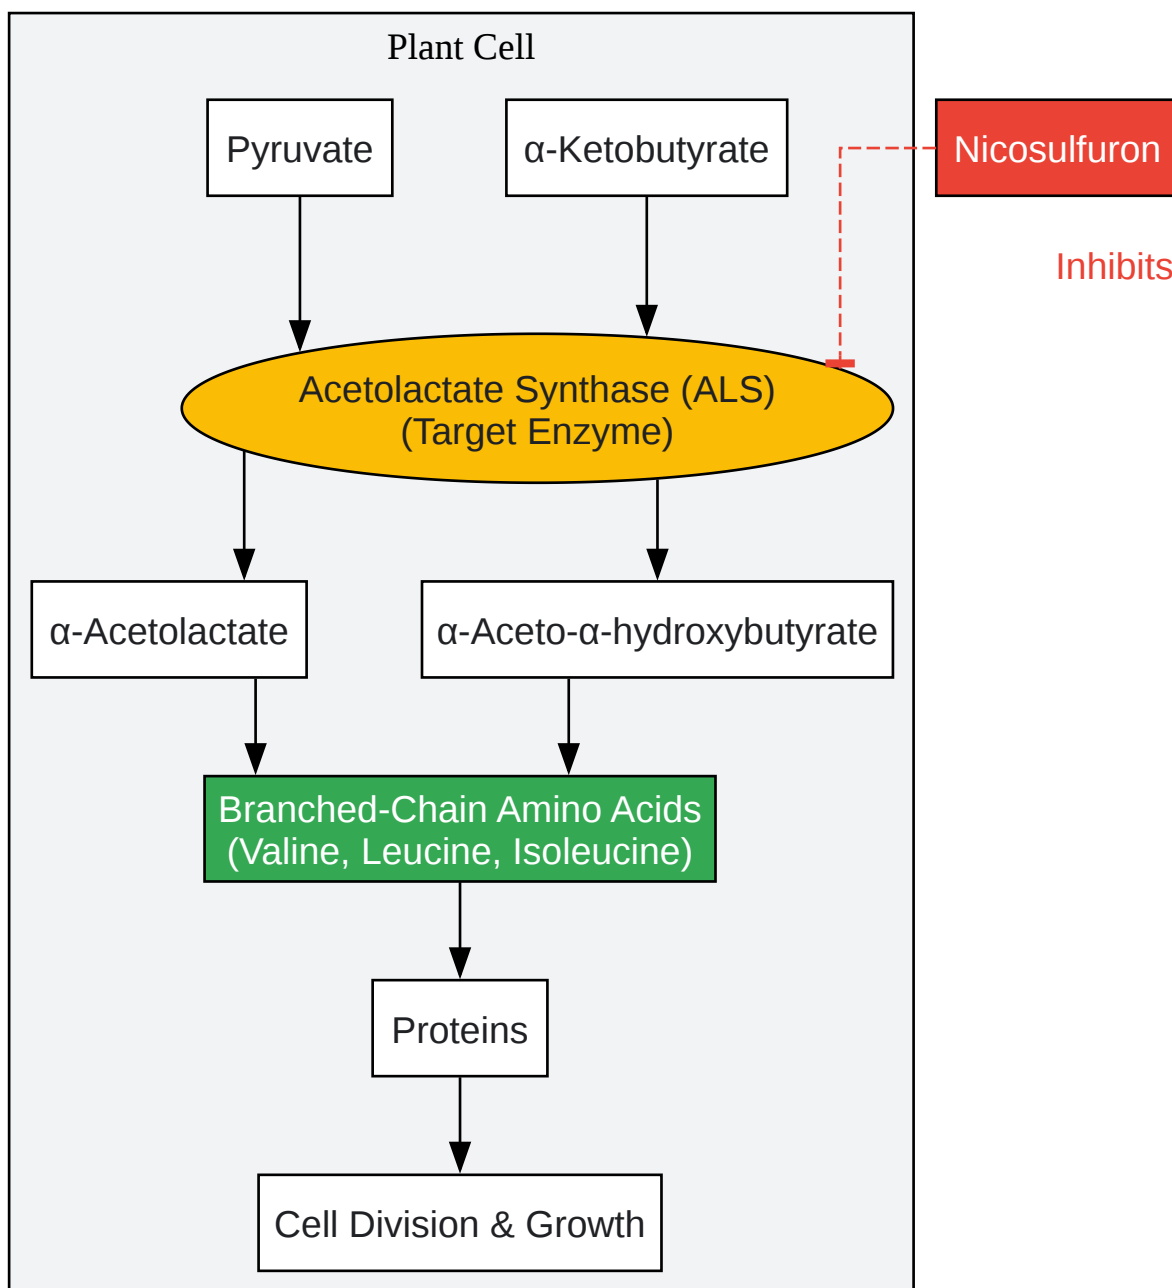 Plant Cell
Pyruvate
α-Ketobutyrate
Nicosulfuron
Inhibits
Acetolactate Synthase (ALS)
(Target Enzyme)
α-Acetolactate
α-Aceto-α-hydroxybutyrate
Branched-Chain Amino Acids
(Valine, Leucine, Isoleucine)
Proteins
Cell Division & Growth